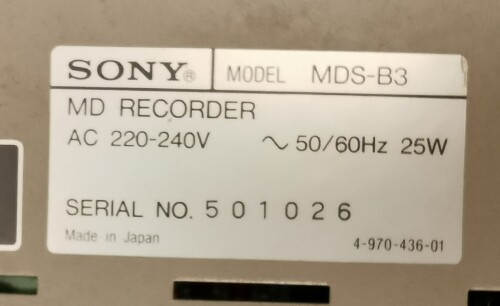 SONY® MODEL MDS-B3
MD RECORDER
AC 220-240V ～ 50/60Hz 25W
SERIAL NO. 501026
Made in Japan 4-970-436-01